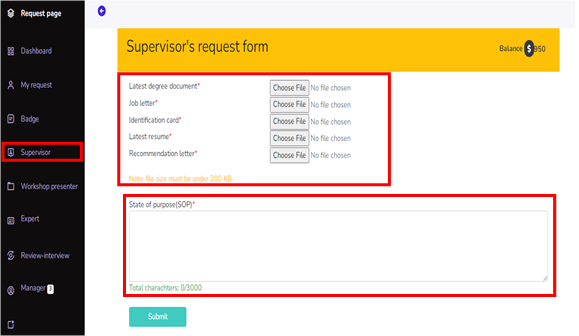 Request page
Dashboard
My request
Badge
Supervisor
Workshop presenter
Expert
Review-interview
Manager 3
Supervisor's request form
Balance $ 950
Latest degree document* Choose File No file chosen
Job letter* Choose File No file chosen
Identification card* Choose File No file chosen
Latest resume* Choose File No file chosen
Recommendation letter* Choose File No file chosen
Note: file size must be under 200 KB.
State of purpose(SOP)*
Total charachters: 0/3000
Submit